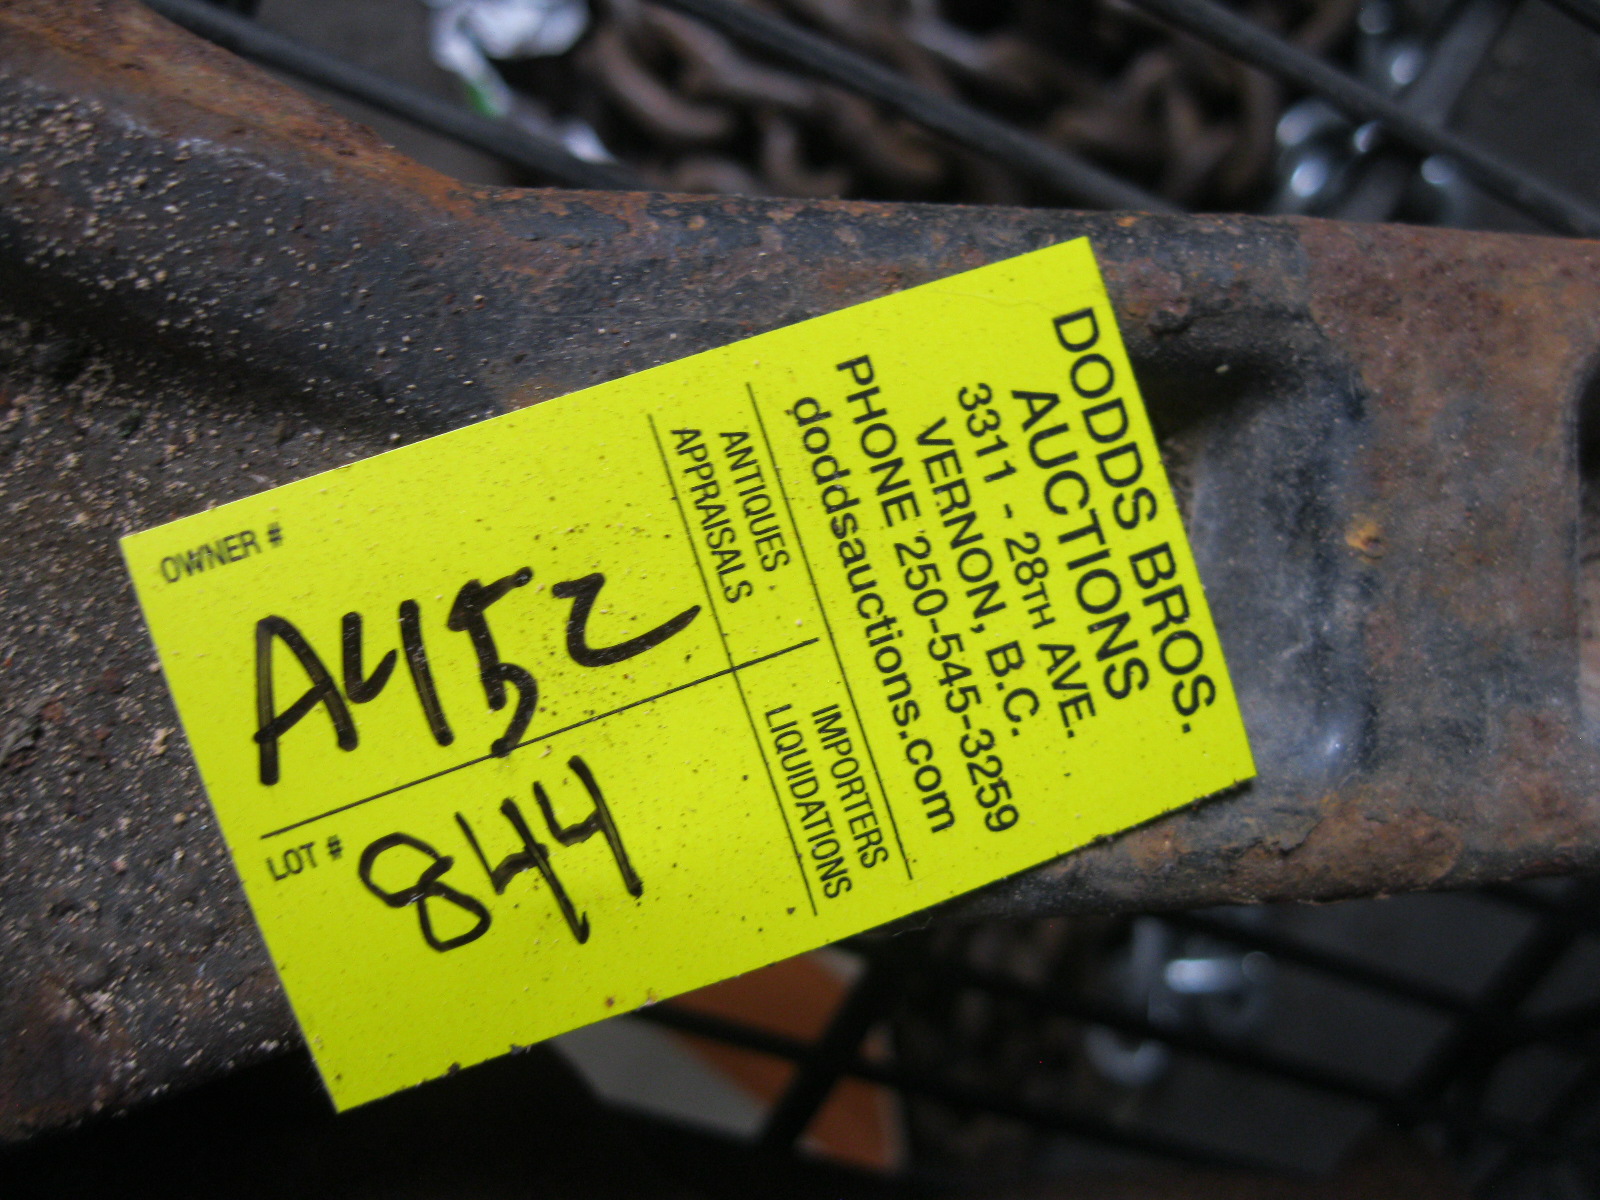 DODDS BROS.
AUCTIONS
3311 - 28TH AVE.
VERNON, B.C.
PHONE 250-545-3259
doddsauctions.com
ANTIQUES
APPRAISALS
IMPORTERS
LIQUIDATIONS
OWNER #
A452
LOT #
844